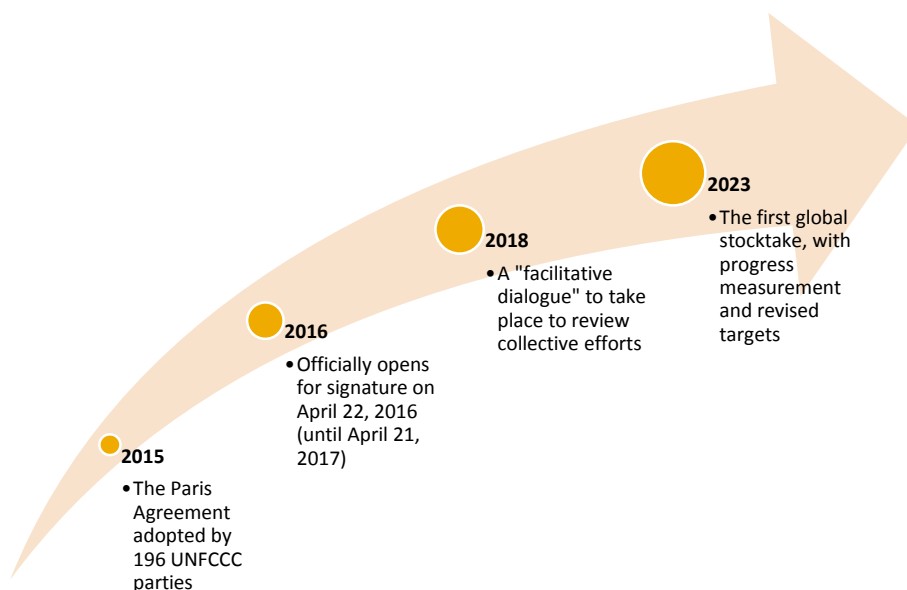 2015
•The Paris
Agreement
adopted by
196 UNFCCC
parties
2016
•Officially opens
for signature on
April 22, 2016
(until April 21,
2017)
2018
•A "facilitative
dialogue" to take
place to review
collective efforts
2023
•The first global
stocktake, with
progress
measurement
and revised
targets